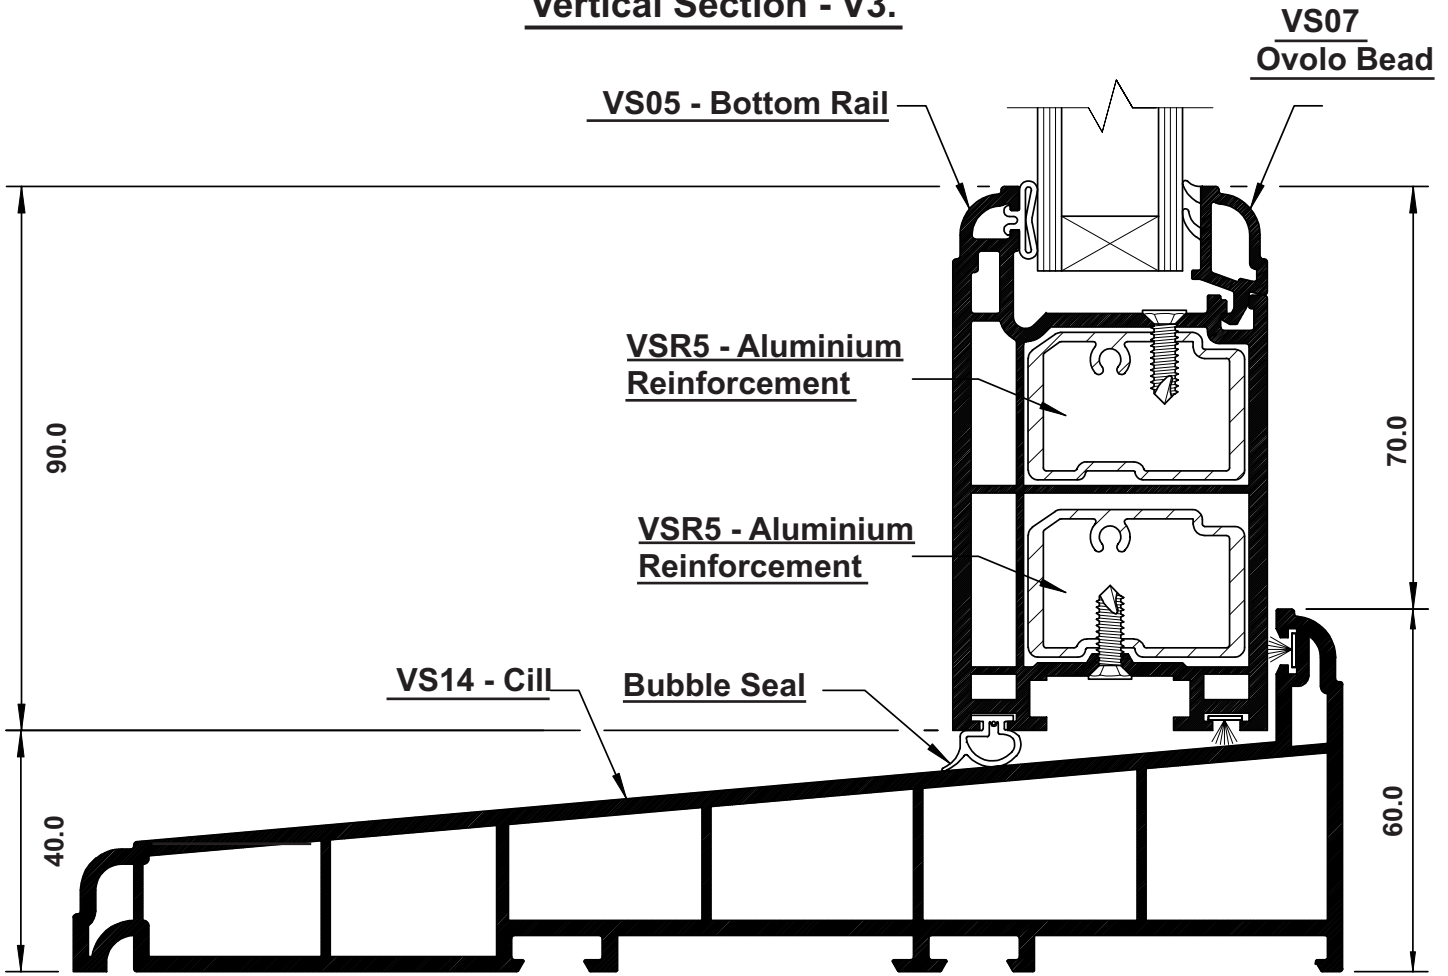 Vertical Section - V3.
VS07
Ovolo Bead
VS05 - Bottom Rail
VSR5 - Aluminium
Reinforcement
90.0
70.0
VSR5 - Aluminium
Reinforcement
VS14 - Cill
Bubble Seal
40.0
60.0